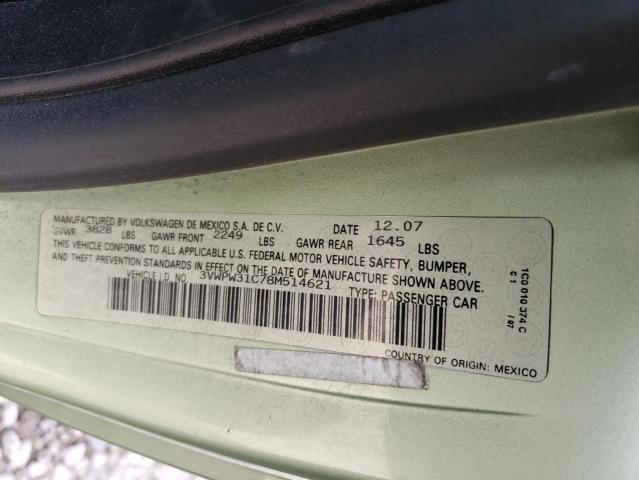 MANUFACTURED BY VOLKSWAGEN DE MEXICO S.A. DE C.V. DATE 12.07
GVWR 3828 LBS GAWR FRONT 2249 LBS GAWR REAR 1645 LBS
THIS VEHICLE CONFORMS TO ALL APPLICABLE U.S. FEDERAL MOTOR VEHICLE SAFETY, BUMPER,
AND THEFT PREVENTION STANDARDS IN EFFECT ON THE DATE OF MANUFACTURE SHOWN ABOVE.
VEHICLE I.D. NO 3VWPW31C78M514621 TYPE: PASSENGER CAR
COUNTRY OF ORIGIN: MEXICO
1C0 010 374 C
C 1 / 07